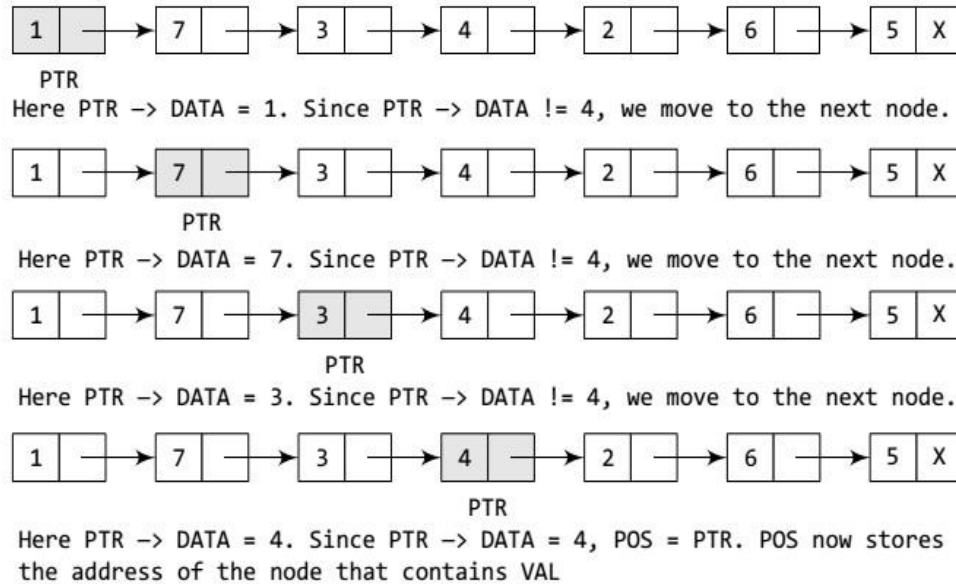 1 7 3 4 2 6 5 X
PTR
Here PTR −> DATA = 1. Since PTR −> DATA != 4, we move to the next node.
1 7 3 4 2 6 5 X
PTR
Here PTR −> DATA = 7. Since PTR −> DATA != 4, we move to the next node.
1 7 3 4 2 6 5 X
PTR
Here PTR −> DATA = 3. Since PTR −> DATA != 4, we move to the next node.
1 7 3 4 2 6 5 X
PTR
Here PTR −> DATA = 4. Since PTR −> DATA = 4, POS = PTR. POS now stores
the address of the node that contains VAL